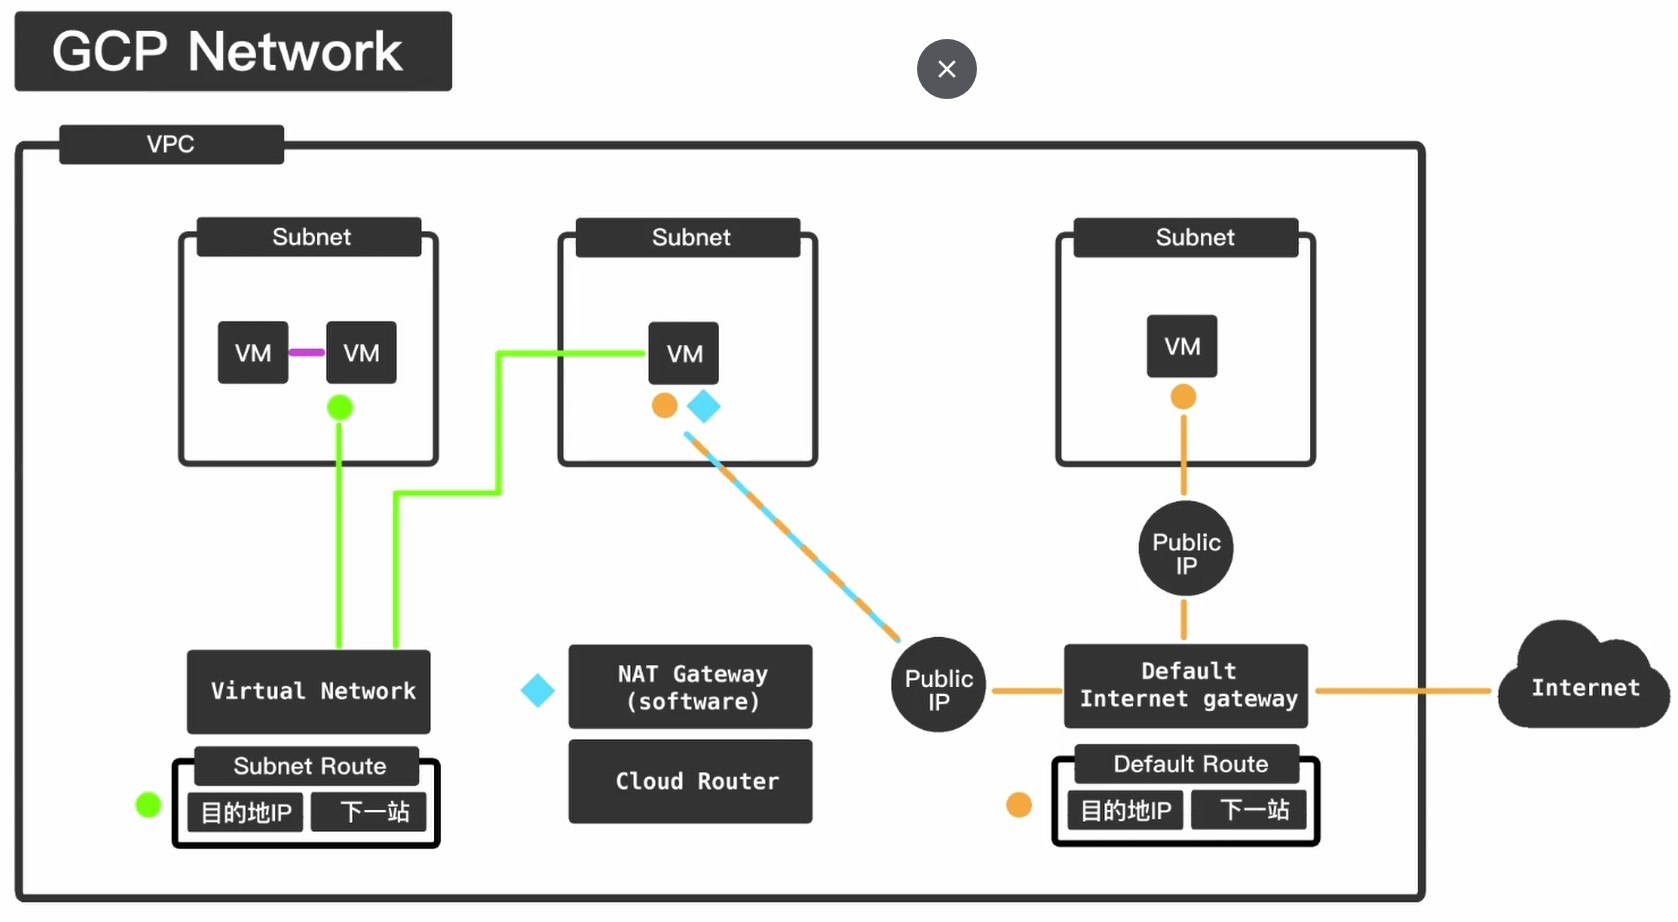 GCP Network
VPC
Subnet
Subnet
Subnet
VM
VM
VM
VM
Public
IP
Virtual Network
NAT Gateway
(software)
Public
IP
Default
Internet gateway
Internet
Subnet Route
目的地IP
下一站
Cloud Router
Default Route
目的地IP
下一站